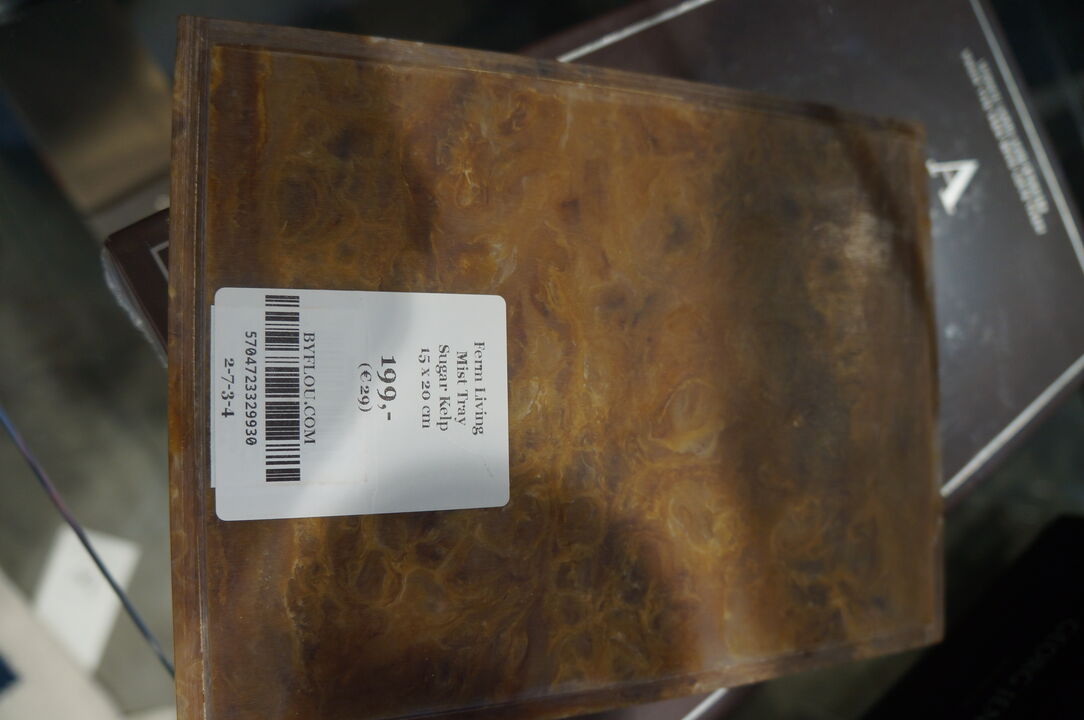 Ferm Living
Mist Tray
Sugar Kelp
15 x 20 cm
199,-
(€ 29)
BYFLOU.COM
5704723329930
2-7-3-4
A